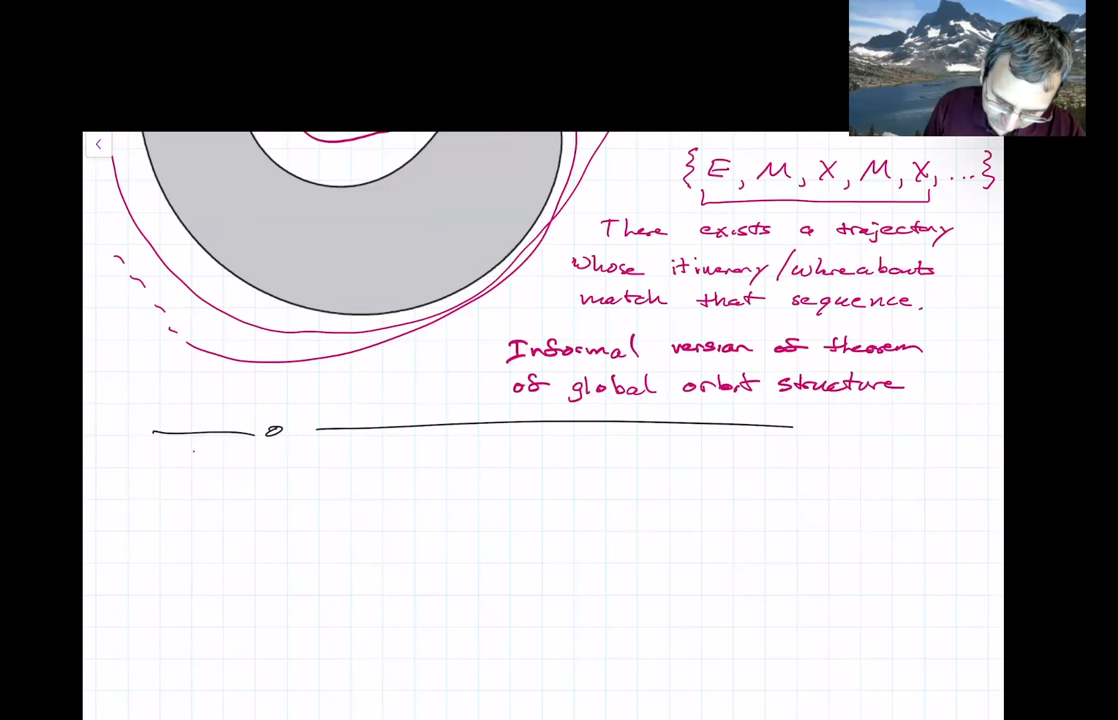 {E, M, X, M, X, ...}
There exists a trajectory
whose itinerary/whereabouts
match that sequence.
Informal version of theorem
of global orbit structure